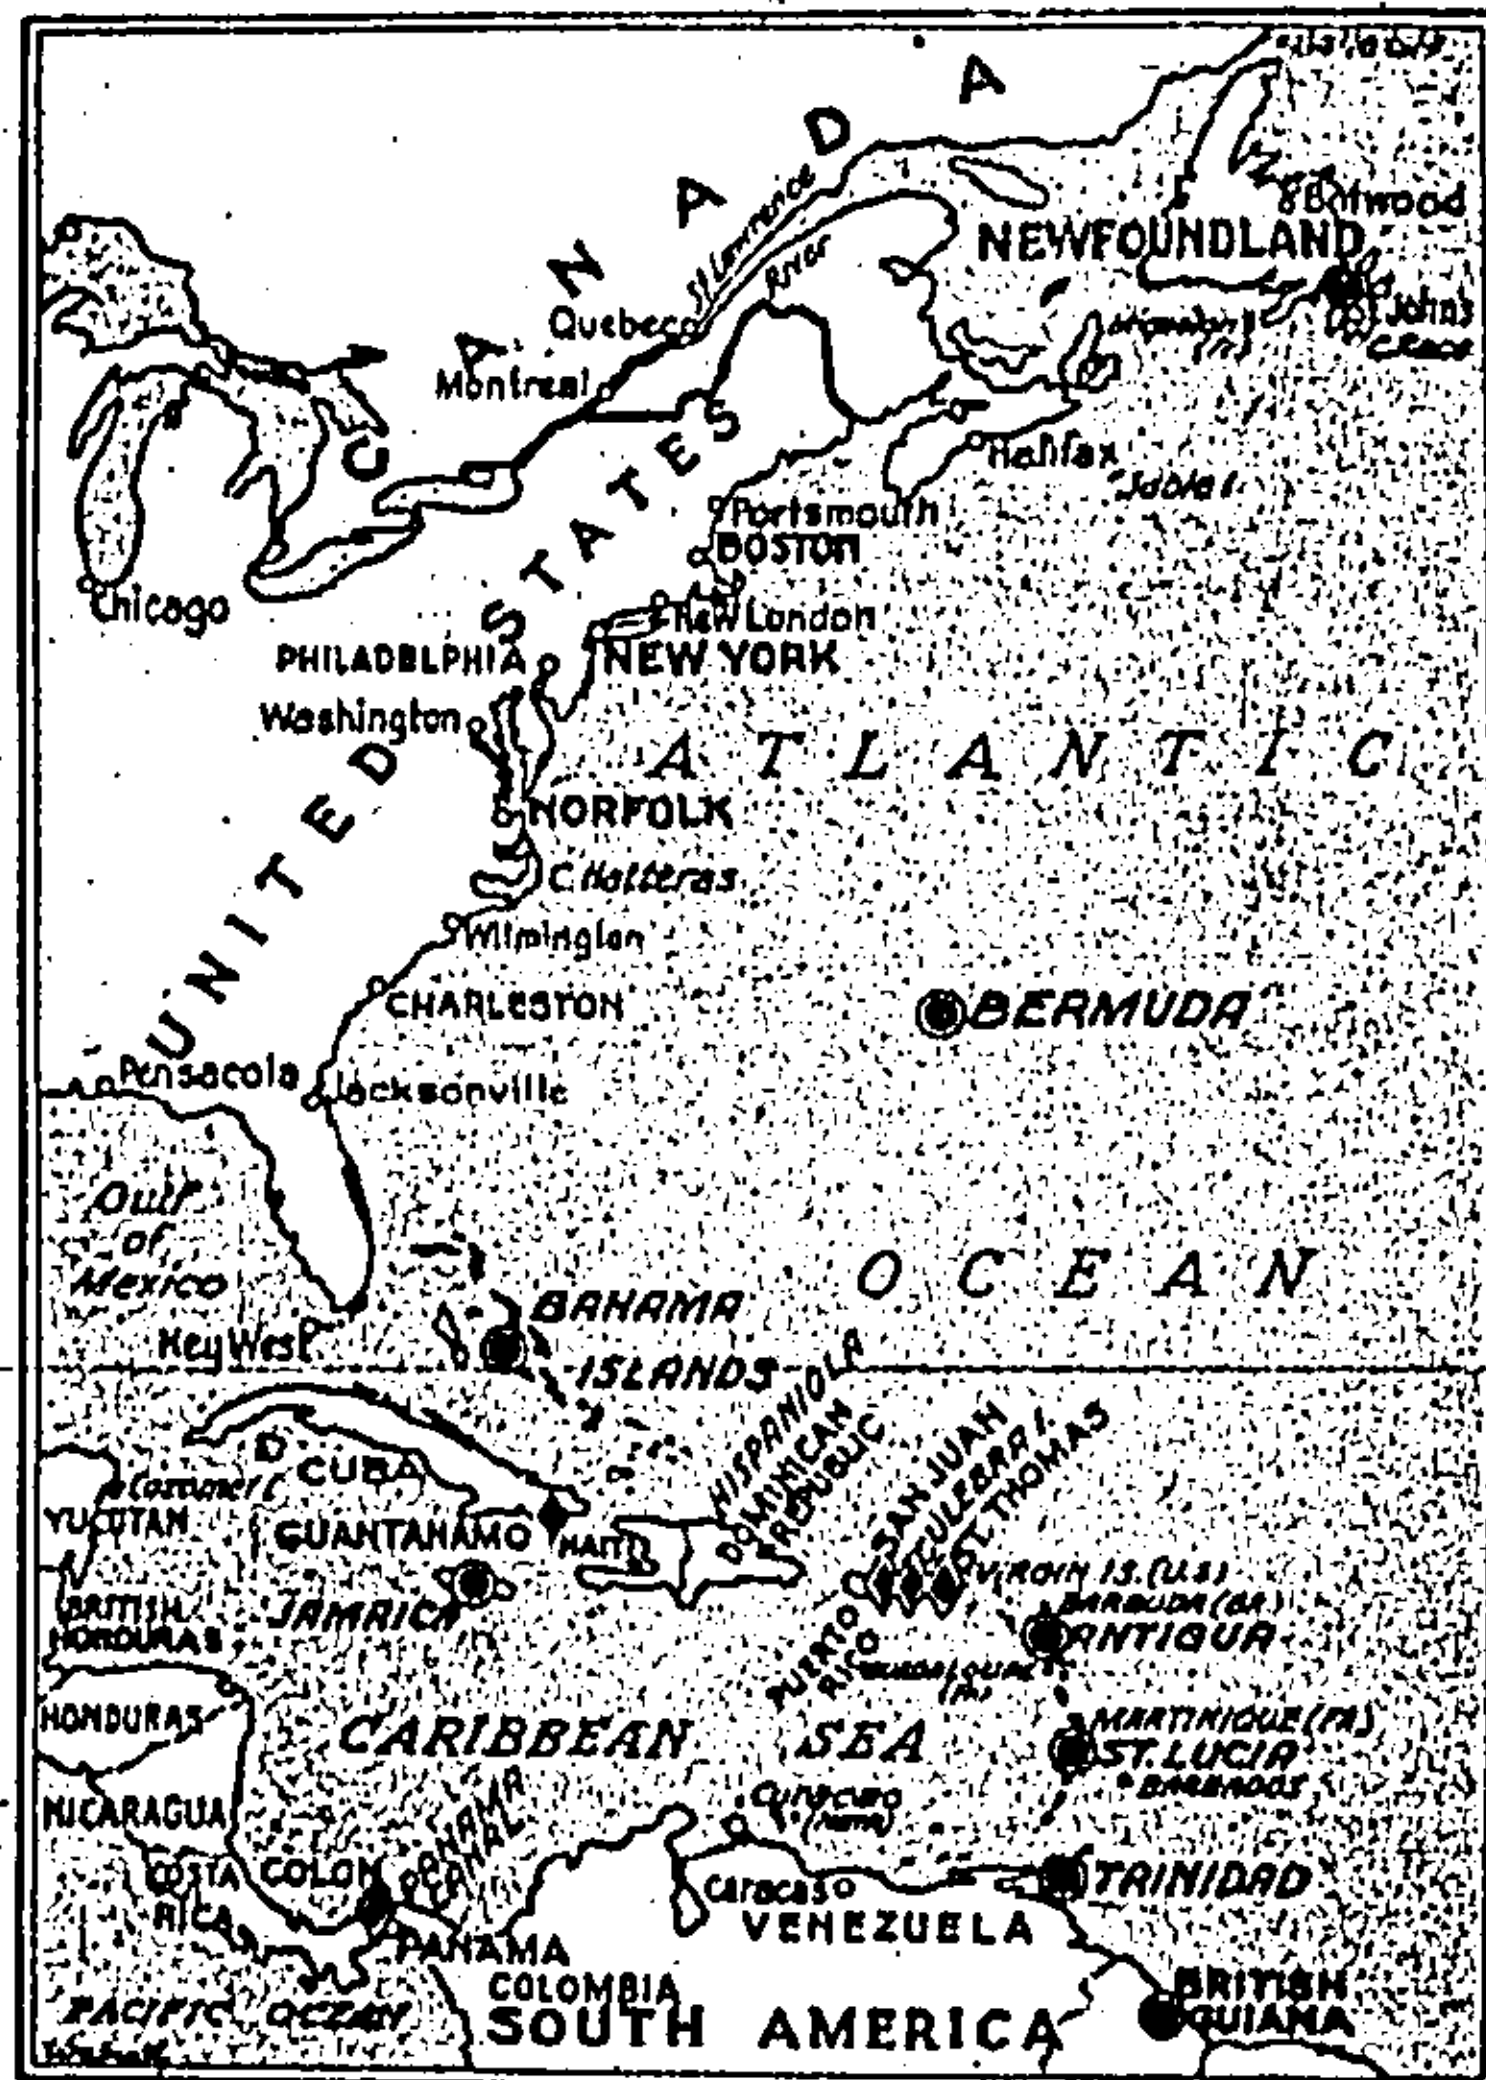 CANADA
St Lawrence
River
Botwood
NEWFOUNDLAND
Johns
C Race
Quebec
Montreal
Halifax
Sable I
Portsmouth
BOSTON
Chicago
New London
UNITED STATES
PHILADELPHIA
NEW YORK
Washington
ATLANTIC
NORFOLK
C. Hatteras
Wilmington
CHARLESTON
BERMUDA
Pensacola
Jacksonville
Gulf
of
Mexico
OCEAN
BAHAMA
ISLANDS
Key West
HISPANIOLA
DOMINICAN
REPUBLIC
SAN JUAN
CULEBRA I.
ST. THOMAS
CUBA
YUCUTAN
GUANTANAMO
HAITI
VIRGIN IS. (U.S)
BARBUDA (BR)
ANTIGUA
JAMAICA
BRITISH
HONDURAS
PUERTO
RICO
HONDURAS
CARIBBEAN SEA
MARTINIQUE (FR)
ST. LUCIA
BARBADOS
NICARAGUA
PANAMA
CANAL
COSTA
RICA
COLON
Caracas
TRINIDAD
VENEZUELA
PANAMA
COLOMBIA
SOUTH AMERICA
BRITISH
GUIANA
PACIFIC OCEAN